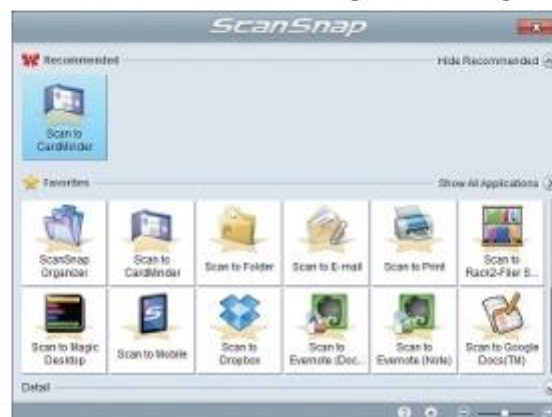 ScanSnap
Recommended
Hide Recommended
Scan to
CardMinder
Favorites
Show All Applications
ScanSnap
Organizer
Scan to
CardMinder
Scan to Folder
Scan to E-mail
Scan to Print
Scan to
Rack2-Filer S...
Scan to Magic
Desktop
Scan to Mobile
Scan to
Dropbox
Scan to
Evernote (Doc...
Scan to
Evernote (Note)
Scan to Google
Docs(TM)
Detail